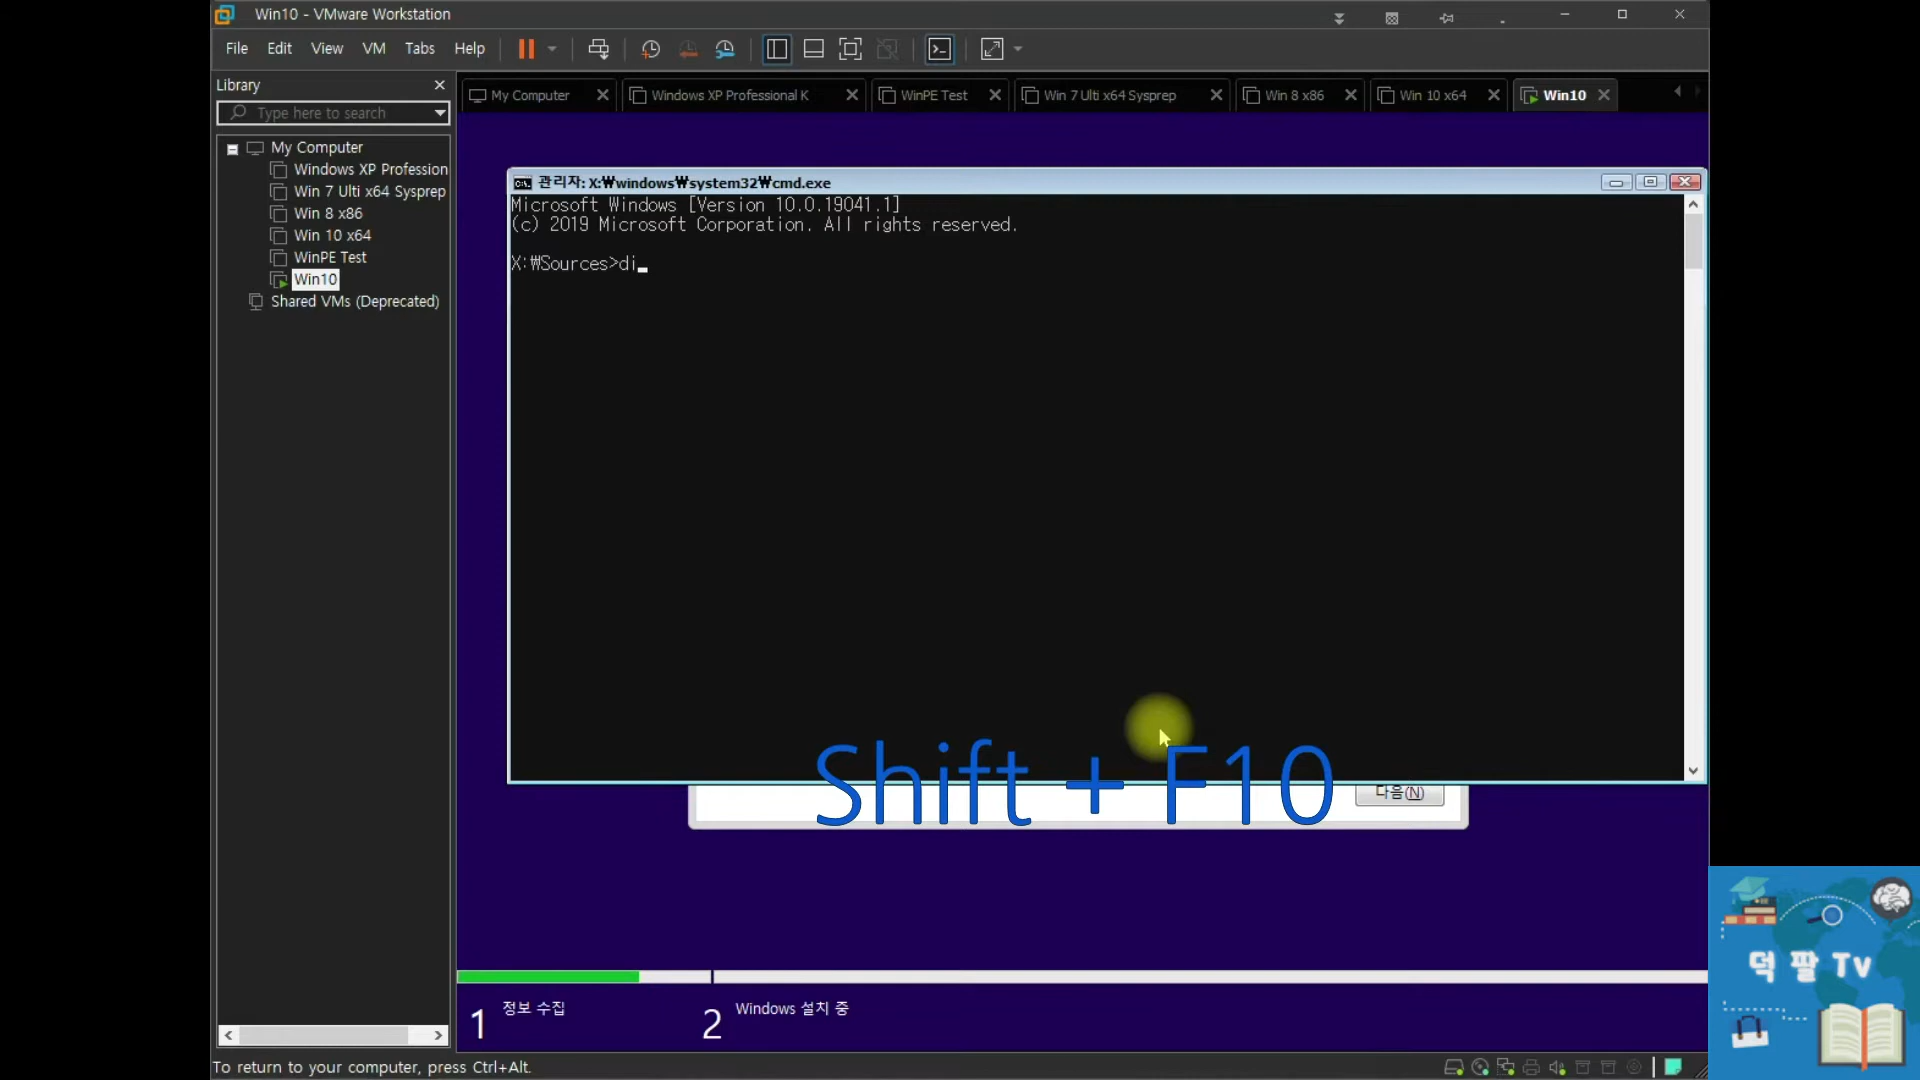 Win10 - VMware Workstation
File Edit View VM Tabs Help
Library
Type here to search
My Computer
Windows XP Profession
Win 7 Ulti x64 Sysprep
Win 8 x86
Win 10 x64
WinPE Test
Win10
Shared VMs (Deprecated)
My Computer Windows XP Professional K WinPE Test Win 7 Ulti x64 Sysprep Win 8 x86 Win 10 x64 Win10
관리자: X:₩windows₩system32₩cmd.exe
Microsoft Windows [Version 10.0.19041.1]
(c) 2019 Microsoft Corporation. All rights reserved.
X:₩Sources>di
Shift + F10
다음(N)
1 정보 수집 2 Windows 설치 중
To return to your computer, press Ctrl+Alt.
덕 팔 Tv